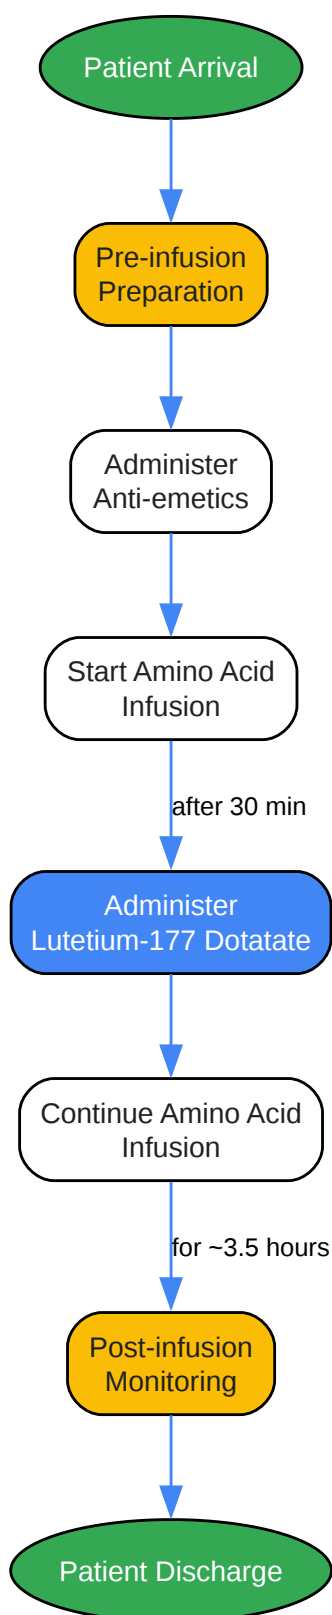 Patient Arrival
Pre-infusion
Preparation
Administer
Anti-emetics
Start Amino Acid
Infusion
after 30 min
Administer
Lutetium-177 Dotatate
Continue Amino Acid
Infusion
for ~3.5 hours
Post-infusion
Monitoring
Patient Discharge